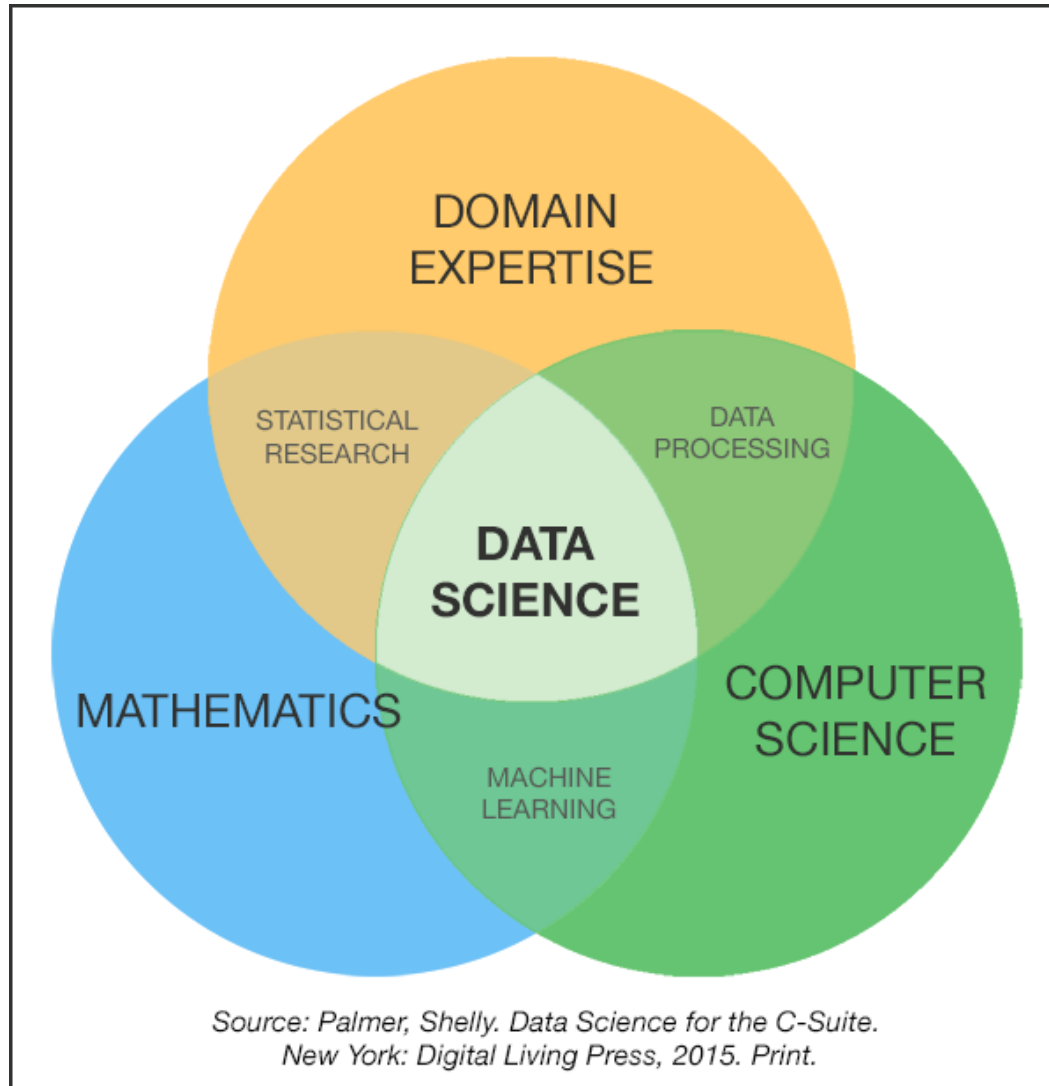 DOMAIN
EXPERTISE
STATISTICAL
RESEARCH
DATA
PROCESSING
DATA
SCIENCE
MATHEMATICS
COMPUTER
SCIENCE
MACHINE
LEARNING
Source: Palmer, Shelly. Data Science for the C-Suite.
New York: Digital Living Press, 2015. Print.